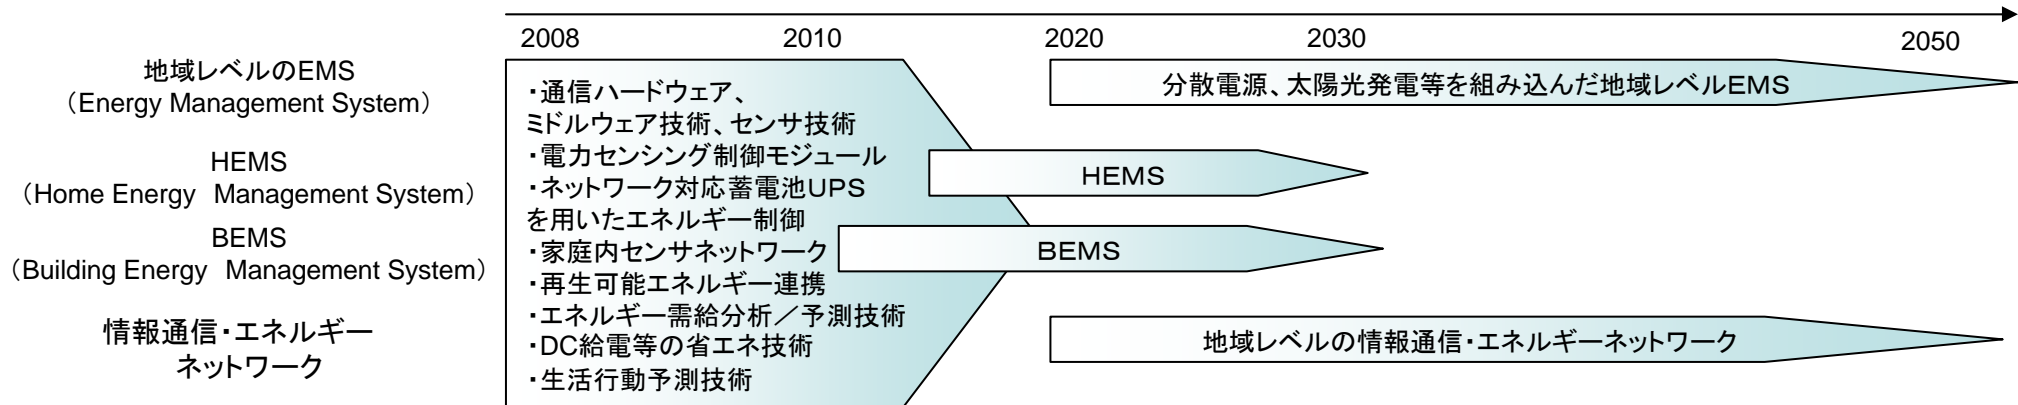 2008 2010 2020 2030 2050
地域レベルのEMS
（Energy Management System）
HEMS
（Home Energy　Management System）
BEMS
（Building Energy　Management System）
情報通信・エネルギー
ネットワーク
・通信ハードウェア、
ミドルウェア技術、センサ技術
・電力センシング制御モジュール
・ネットワーク対応蓄電池UPS
を用いたエネルギー制御
・家庭内センサネットワーク
・再生可能エネルギー連携
・エネルギー需給分析／予測技術
・DC給電等の省エネ技術
・生活行動予測技術
分散電源、太陽光発電等を組み込んだ地域レベルEMS
HEMS
BEMS
地域レベルの情報通信・エネルギーネットワーク